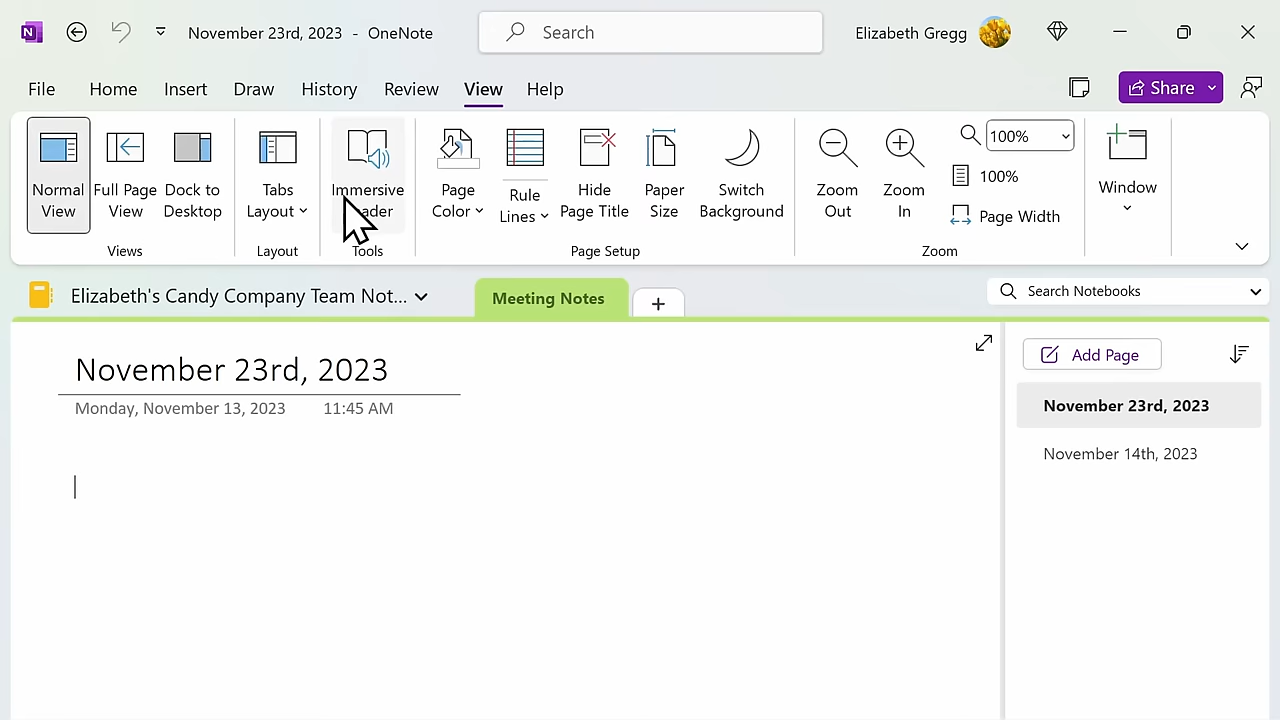 N
November 23rd, 2023 - OneNote
Search
Elizabeth Gregg
File Home Insert Draw History Review View Help
Share
Normal View
Full Page View
Dock to Desktop
Views
Tabs Layout
Layout
Immersive
Tools
Page Color
Rule Lines
Hide Page Title
Paper Size
Switch Background
Page Setup
Zoom Out
Zoom In
100%
100%
Page Width
Zoom
Window
Elizabeth's Candy Company Team Not...
Meeting Notes
+
Search Notebooks
November 23rd, 2023
Monday, November 13, 2023 11:45 AM
Add Page
November 23rd, 2023
November 14th, 2023